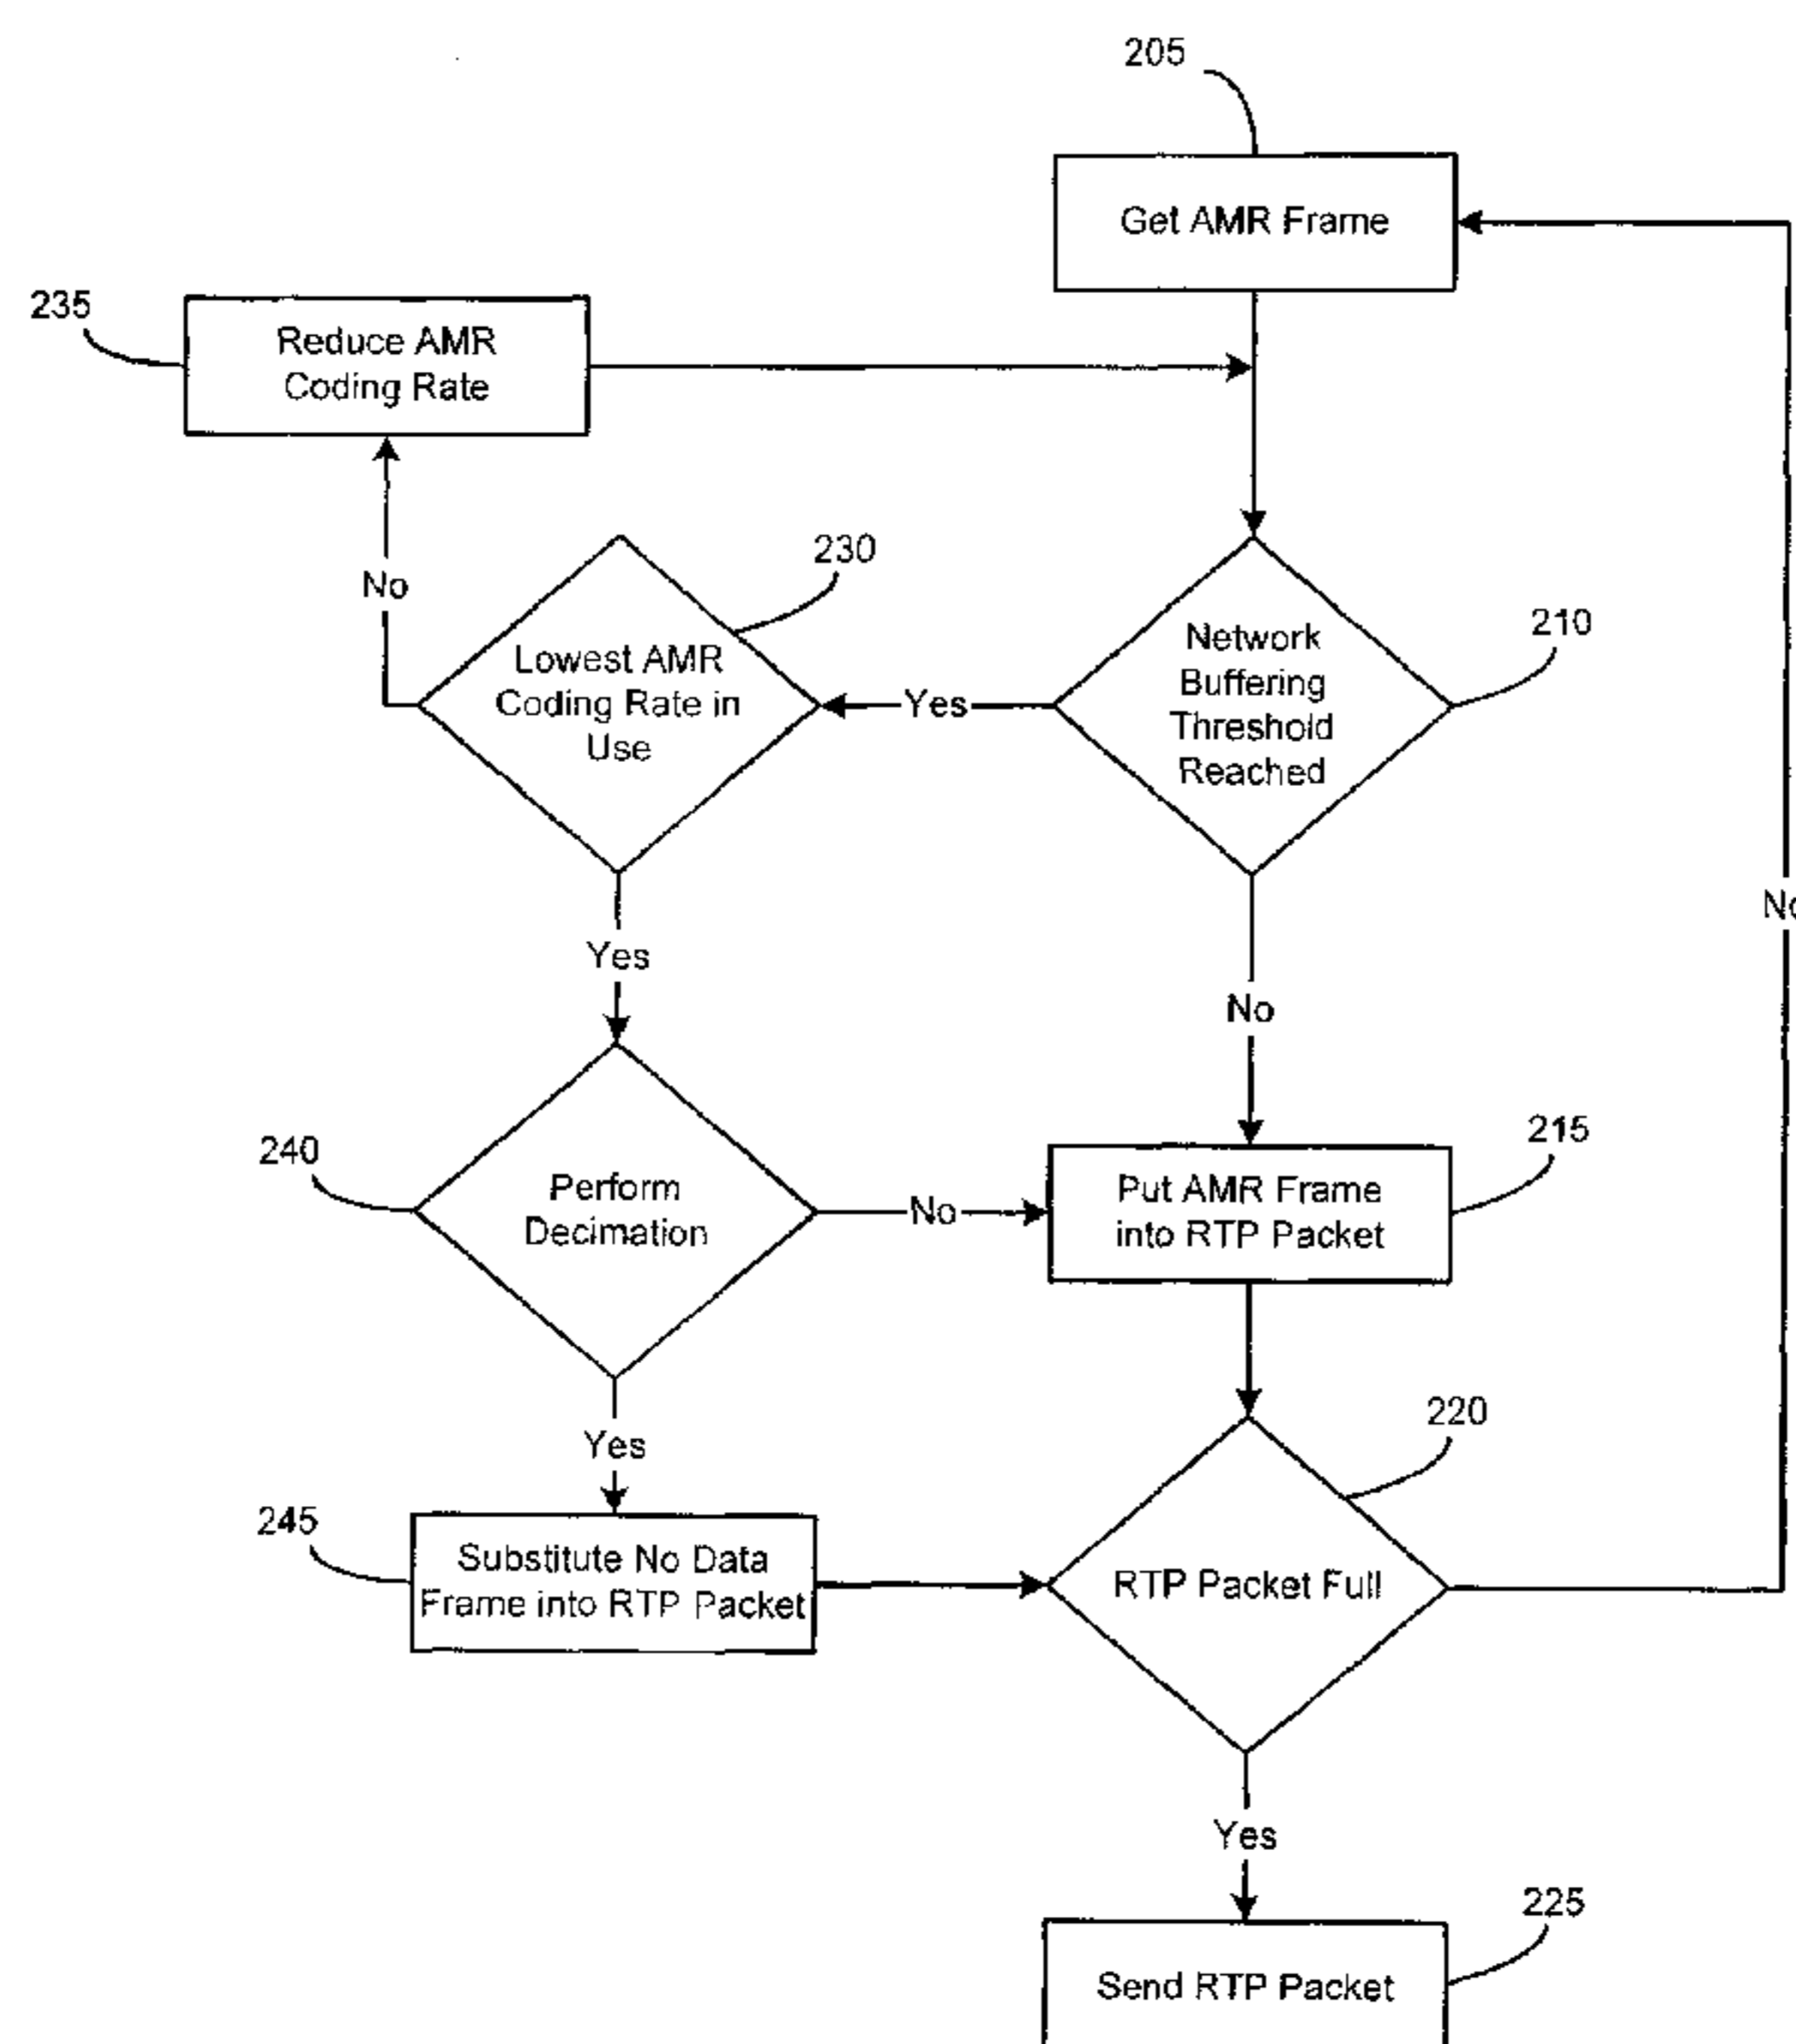 205
Get AMR Frame
235
Reduce AMR
Coding Rate
No
230
Lowest AMR
Coding Rate in
Use
Yes
Network
Buffering
Threshold
Reached
210
No
Yes
No
240
Perform
Decimation
No
Put AMR Frame
into RTP Packet
215
Yes
220
245
Substitute No Data
Frame into RTP Packet
RTP Packet Full
Yes
225
Send RTP Packet